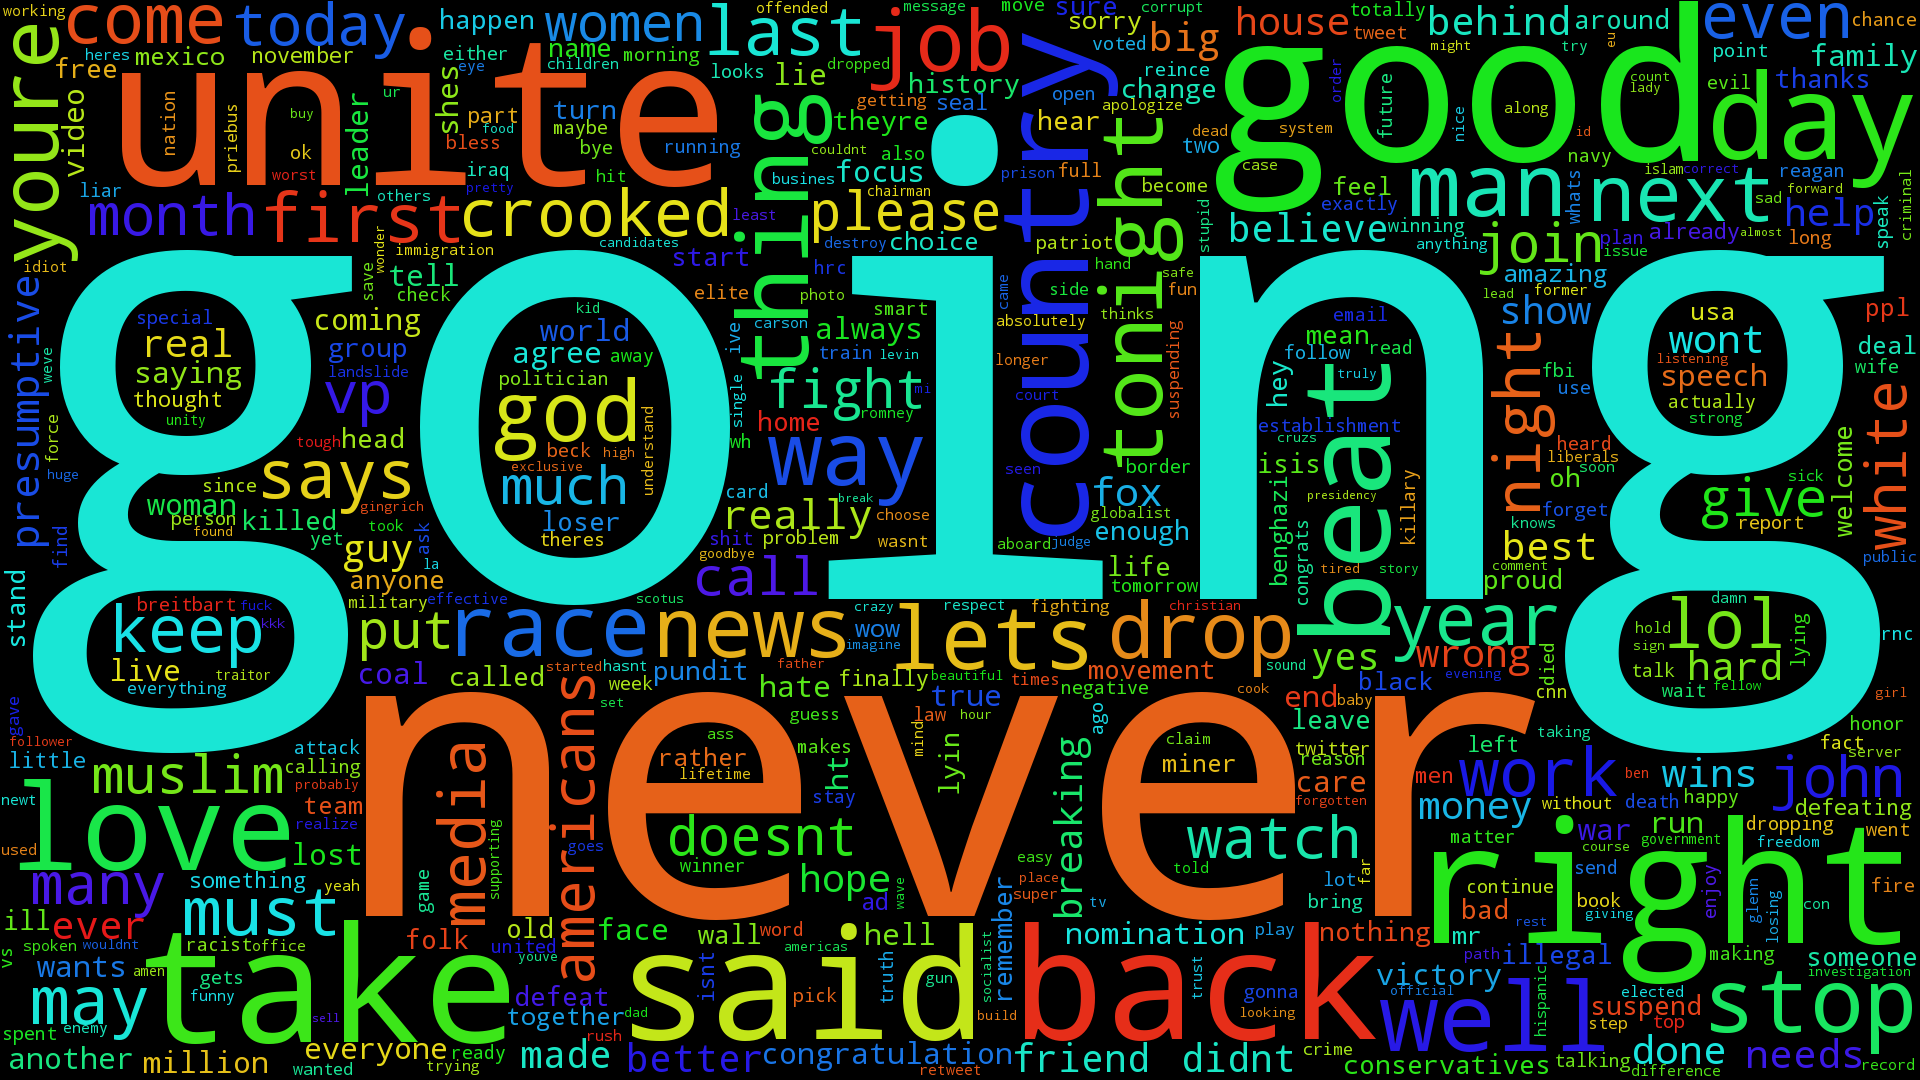 working
come
today
happen
women
offended
last
message
job
move
sure
corrupt
sorry
voted
big
house
totally
tweet
behind
around
even
chance
heres
mexico
november
either
name
morning
children
looks
dropped
lie
history
reince
change
might
try
eu
point
family
youre
free
video
unite
eye
shes
ur
nation
buy
leader
part
turn
food
maybe
bye
running
priebus
ok
bless
worst
iraq
hit
thing
getting
seal
theyre
couldnt
also
busines
focus
country
open
hear
apologize
dead
two
prison
full
become
good
order
system
case
future
along
nice
count
lady
id
navy
evil
thanks
day
islam
correct
reagan
whats
sad
forward
liar
others
pretty
month
first
crooked
least
chairman
please
tonight
stupid
feel
exactly
man
next
help
speak
criminal
candidates
destroy
choice
patriot
believe
winning
anything
join
plan
already
almost
long
issue
idiot
wonder
immigration
save
tell
check
start
hrc
elite
photo
smart
came
hand
side
safe
fun
thinks
amazing
former
lead
presumptive
going
special
kid
coming
world
real
saying
thought
unity
group
landslide
vp
agree
away
politician
god
ive
carson
always
train
levin
absolutely
longer
suspending
email
mean
read
hey
follow
truly
show
usa
wont
listening
speech
actually
strong
ppl
deal
wife
fbi
use
weve
force
huge
tough
head
beck
high
exclusive
understand
single
fight
mi
home
romney
court
way
wh
seen
border
establishment
cruzs
isis
beat
night
heard
liberals
soon
oh
sick
white
says
since
woman
person
found
killed
yet
gingrich
took
much
loser
theres
card
break
really
choose
shit
problem
wasnt
goodbye
fox
globalist
enough
aboard
judge
presidency
benghazi
congrats
killary
forget
knows
give
report
welcome
best
find
guy
ask
la
anyone
call
life
tomorrow
tired
story
comment
proud
public
stand
breitbart
fuck
kkk
keep
military
effective
scotus
crazy
respect
fighting
christian
put
race
news
wow
imagine
lets
drop
year
damn
hold
sign
lol
lying
rnc
live
everything
traitor
coal
called
started
hasnt
pundit
father
beautiful
movement
times
sound
yes
wrong
talk
hard
died
wait
fellow
girl
gave
follower
little
attack
calling
never
week
set
hate
finally
true
negative
cook
end
baby
black
evening
cnn
taking
honor
fact
server
muslim
probably
media
americans
guess
ass
rather
lifetime
makes
law
hour
mind
lyin
ago
claim
miner
leave
twitter
reason
care
forgotten
left
men
work
ben
wins
john
newt
love
team
realize
htt
stay
money
without
death
happy
defeating
used
lost
goes
supporting
doesnt
winner
breaking
easy
place
super
watch
told
far
matter
war
course
run
government
dropping
freedom
went
many
something
yeah
game
hope
ad
wave
tv
lot
bring
right
send
continue
book
giving
bad
enjoy
glenn
losing
con
fire
ill
ever
must
folk
old
face
wall
word
hell
remember
nomination
play
nothing
mr
rest
vs
spoken
wouldnt
racist
office
united
youve
isnt
americas
truth
socialist
trust
path
illegal
making
someone
investigation
wants
amen
gets
funny
take
defeat
said
pick
gun
back
gonna
victory
official
hispanic
elected
suspend
may
enemy
sell
together
dad
rush
build
looking
well
step
top
stop
spent
another
million
everyone
wanted
ready
trying
made
better
congratulation
retweet
friend
didnt
crime
conservatives
talking
done
difference
needs
record